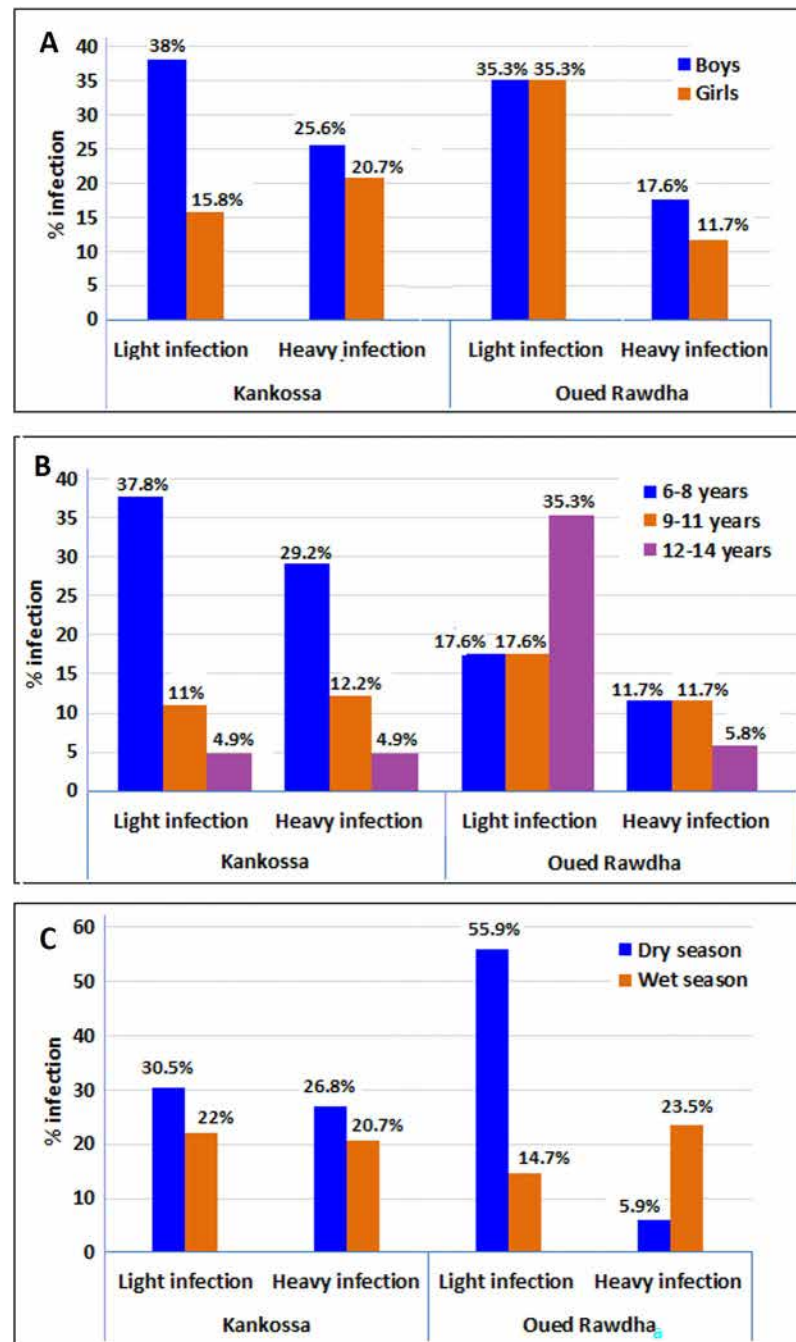 A
% infection
40
35
30
25
20
15
10
5
0
38%
15.8%
25.6%
20.7%
35.3% 35.3%
17.6%
11.7%
Boys
Girls
Light infection Heavy infection Light infection Heavy infection
Kankossa Oued Rawdha
B
% infection
40
35
30
25
20
15
10
5
0
37.8%
11%
4.9%
29.2%
12.2%
4.9%
17.6% 17.6%
35.3%
11.7% 11.7%
5.8%
6-8 years
9-11 years
12-14 years
Light infection Heavy infection Light infection Heavy infection
Kankossa Oued Rawdha
C
% infection
60
50
40
30
20
10
0
30.5%
22%
26.8%
20.7%
55.9%
14.7%
5.9%
23.5%
Dry season
Wet season
Light infection Heavy infection Light infection Heavy infection
Kankossa Oued Rawdha